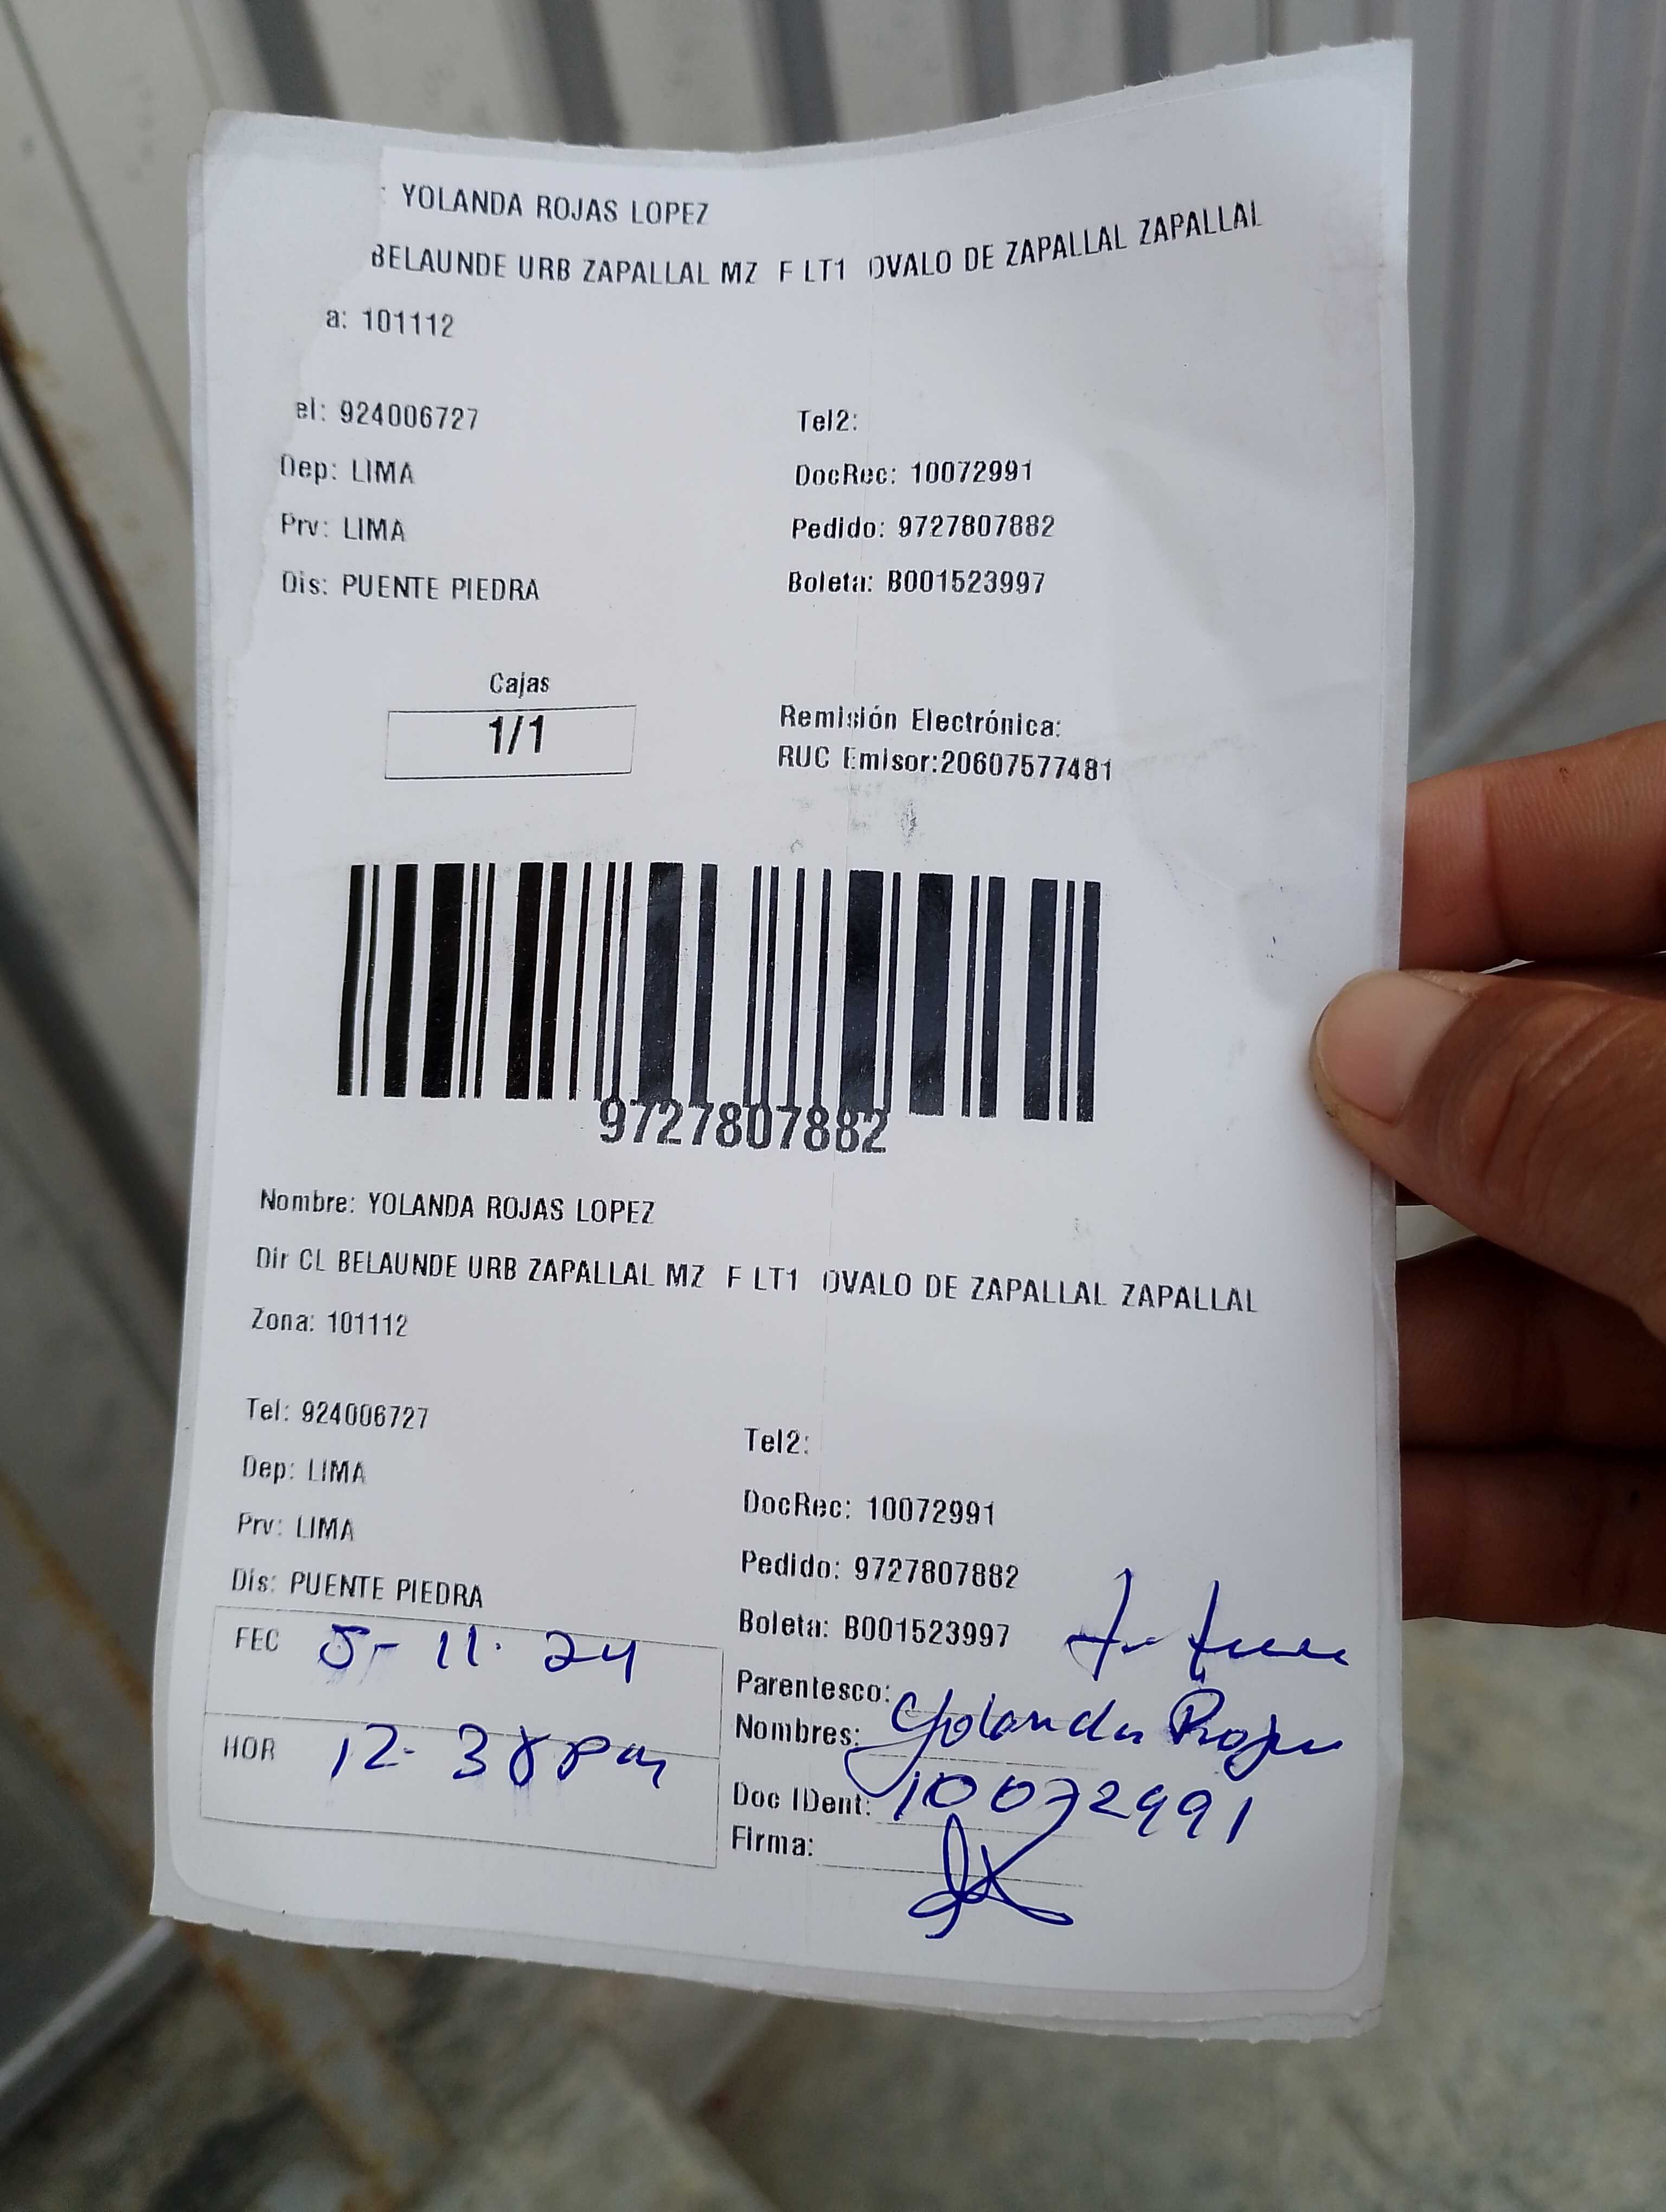 : YOLANDA ROJAS LOPEZ
BELAUNDE URB ZAPALLAL MZ F LT1 OVALO DE ZAPALLAL ZAPALLAL
a: 101112
el: 924006727 Tel2:
Dep: LIMA DocRec: 10072991
Prv: LIMA Pedido: 9727807882
Dis: PUENTE PIEDRA Boleta: B001523997
Cajas
1/1
Remisión Electrónica:
RUC Emisor:20607577481
9727807882
Nombre: YOLANDA ROJAS LOPEZ
Dir CL BELAUNDE URB ZAPALLAL MZ F LT1 OVALO DE ZAPALLAL ZAPALLAL
Zona: 101112
Tel: 924006727 Tel2:
Dep: LIMA DocRec: 10072991
Prv: LIMA Pedido: 9727807882
Dis: PUENTE PIEDRA Boleta: B001523997
FEC 5-11.24
HOR 12-38pm
Parentesco:
Nombres: Yolanda Rojas
Doc IDent: 10072991
Firma: